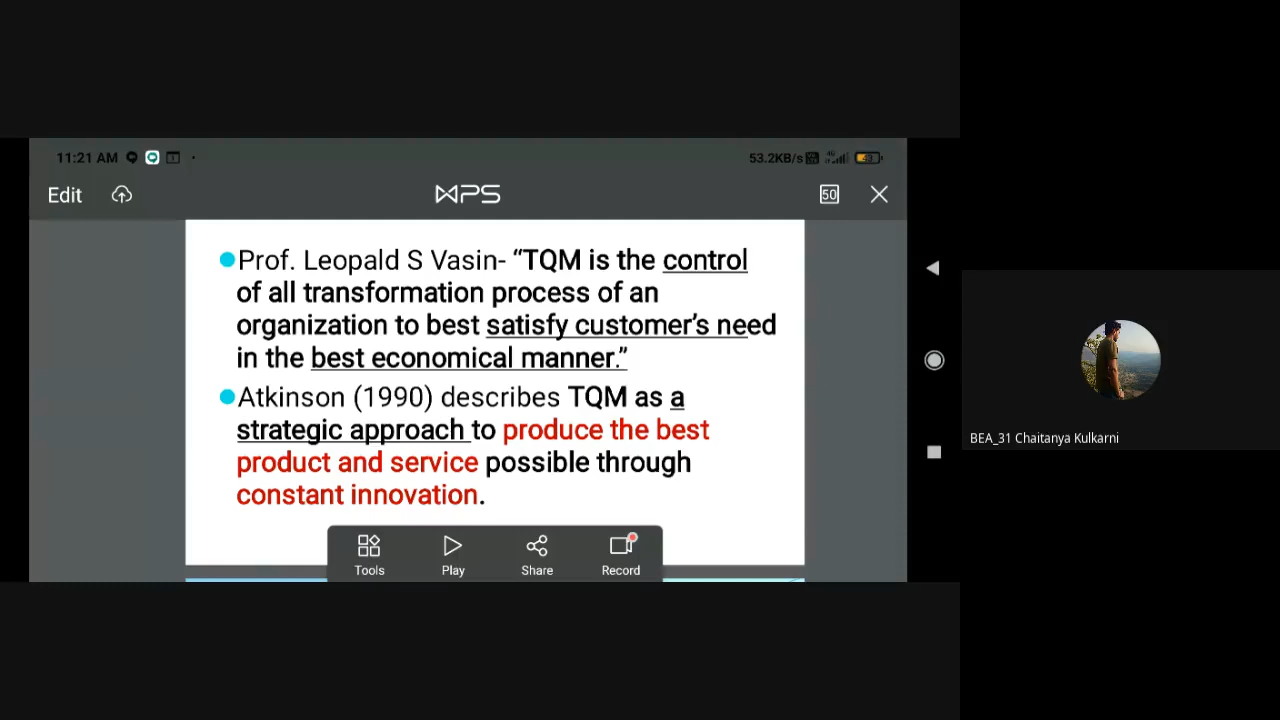 11:21 AM
53.2KB/s
Edit
WPS
50
Prof. Leopald S Vasin- “TQM is the control
of all transformation process of an
organization to best satisfy customer’s need
in the best economical manner.”
Atkinson (1990) describes TQM as a
strategic approach to produce the best
product and service possible through
constant innovation.
Tools
Play
Share
Record
BEA_31 Chaitanya Kulkarni